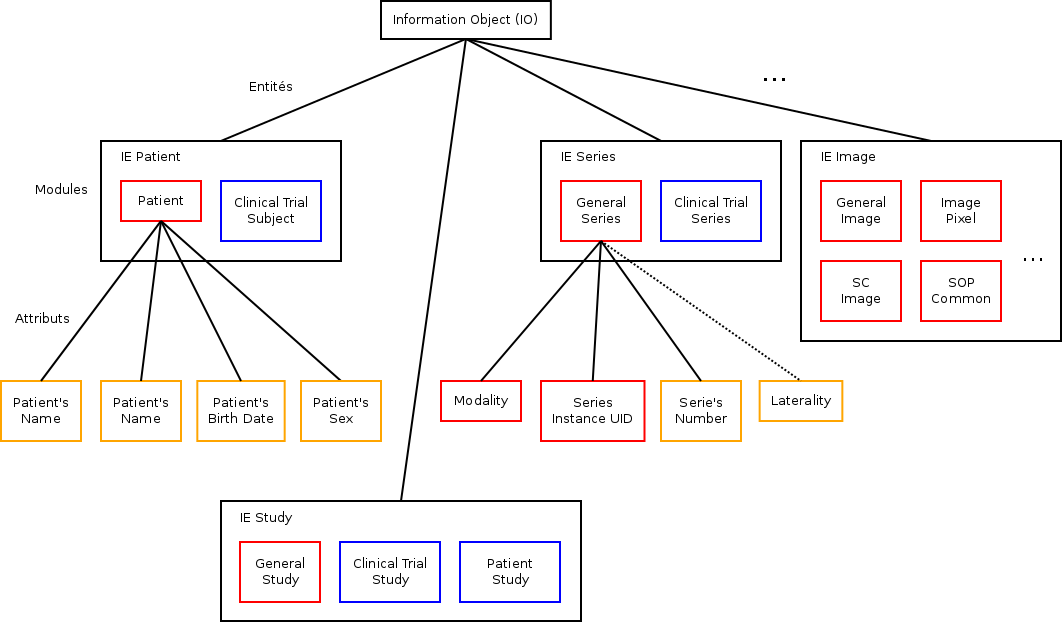 Information Object (IO)
Entités
...
IE Patient
IE Series
IE Image
Modules
Patient
Clinical Trial
Subject
General
Series
Clinical Trial
Series
General
Image
Image
Pixel
...
SC
Image
SOP
Common
Attributs
Patient's
Name
Patient's
Name
Patient's
Birth Date
Patient's
Sex
Modality
Series
Instance UID
Serie's
Number
Laterality
IE Study
General
Study
Clinical Trial
Study
Patient
Study